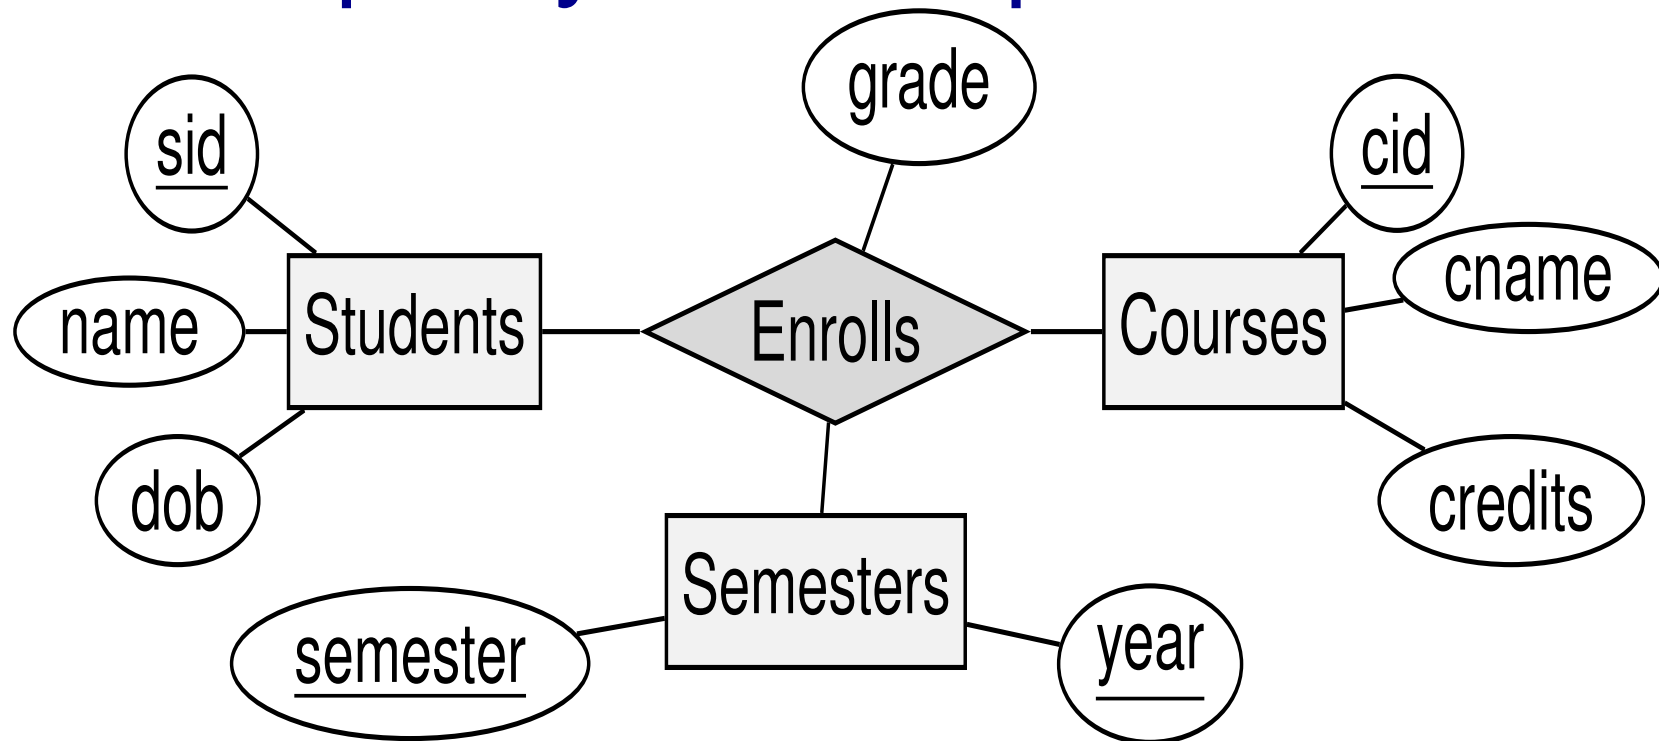 grade
sid
cid
cname
name
Students
Enrolls
Courses
dob
credits
Semesters
semester
year